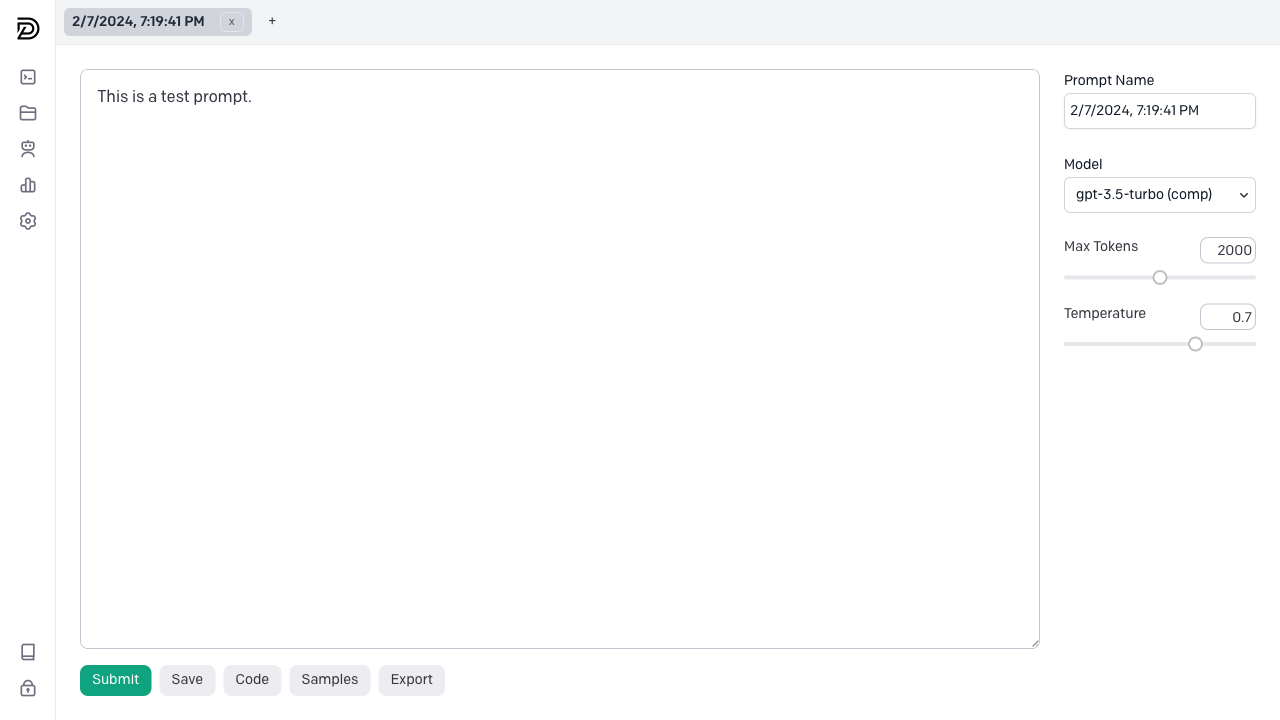 2/7/2024, 7:19:41 PM x +
This is a test prompt.
Prompt Name
2/7/2024, 7:19:41 PM
Model
gpt-3.5-turbo (comp)
Max Tokens 2000
Temperature 0.7
Submit Save Code Samples Export